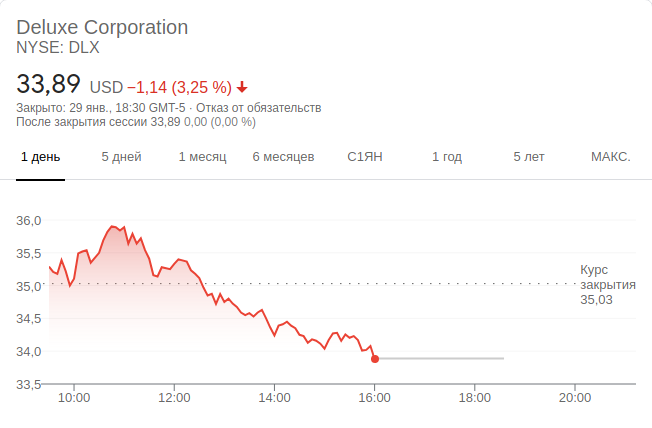 Deluxe Corporation
NYSE: DLX
33,89 USD −1,14 (3,25 %)
Закрыто: 29 янв., 18:30 GMT-5 · Отказ от обязательств
После закрытия сессии 33,89 0,00 (0,00 %)
1 день 5 дней 1 месяц 6 месяцев С1ЯН 1 год 5 лет МАКС.
36,0
35,5
35,0
34,5
34,0
33,5
Курс
закрытия
35,03
10:00 12:00 14:00 16:00 18:00 20:00